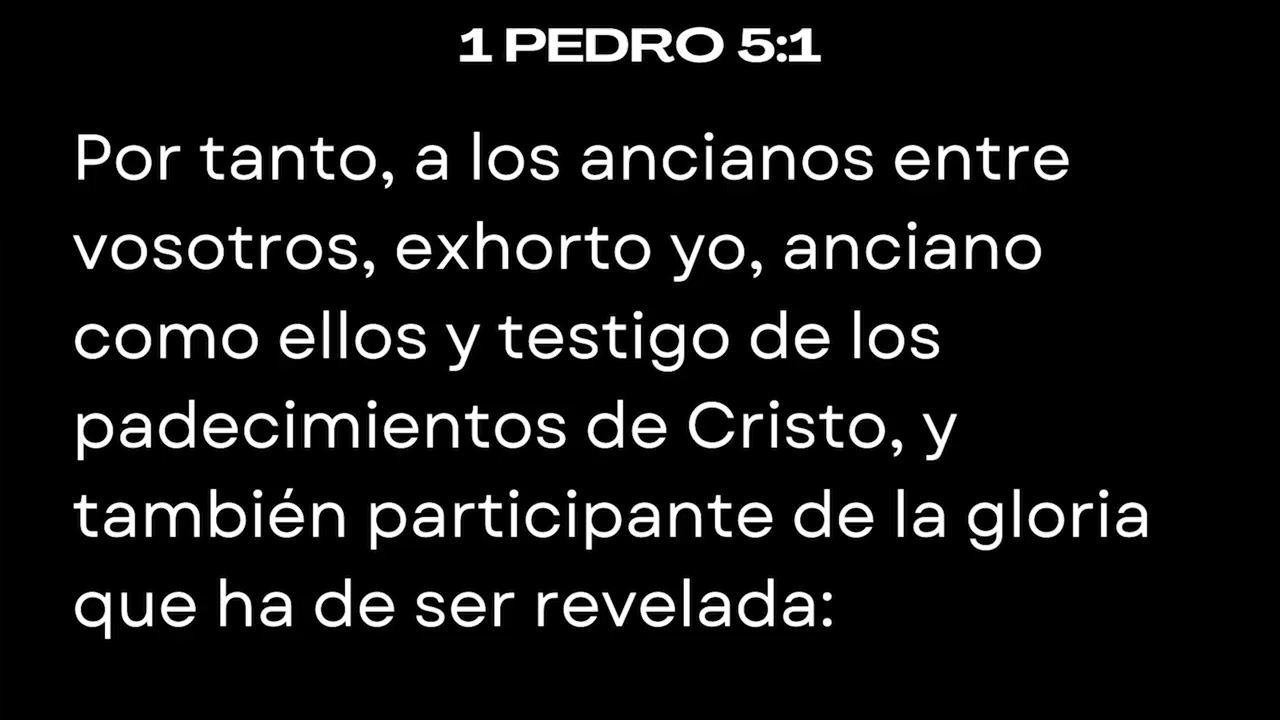 1 PEDRO 5:1
Por tanto, a los ancianos entre
vosotros, exhorto yo, anciano
como ellos y testigo de los
padecimientos de Cristo, y
también participante de la gloria
que ha de ser revelada: